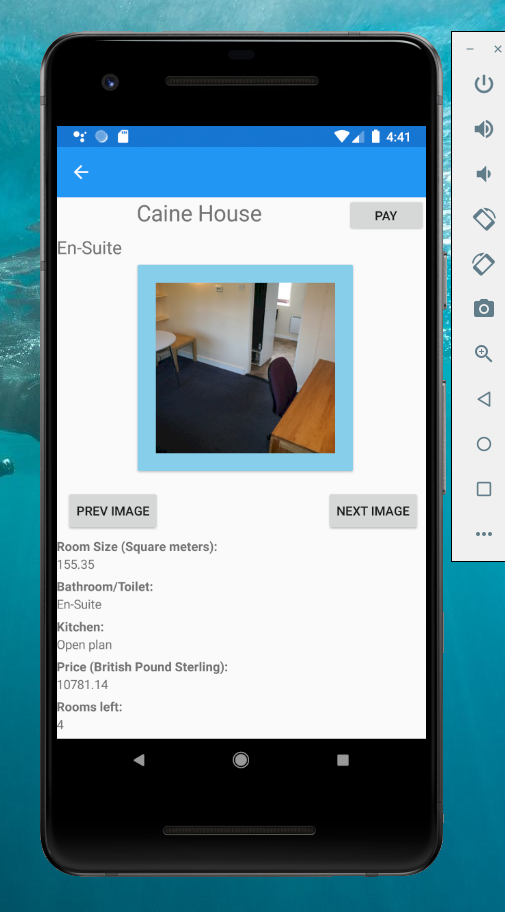 4:41
Caine House
PAY
En-Suite
PREV IMAGE
NEXT IMAGE
Room Size (Square meters):
155.35
Bathroom/Toilet:
En-Suite
Kitchen:
Open plan
Price (British Pound Sterling):
10781.14
Rooms left:
4